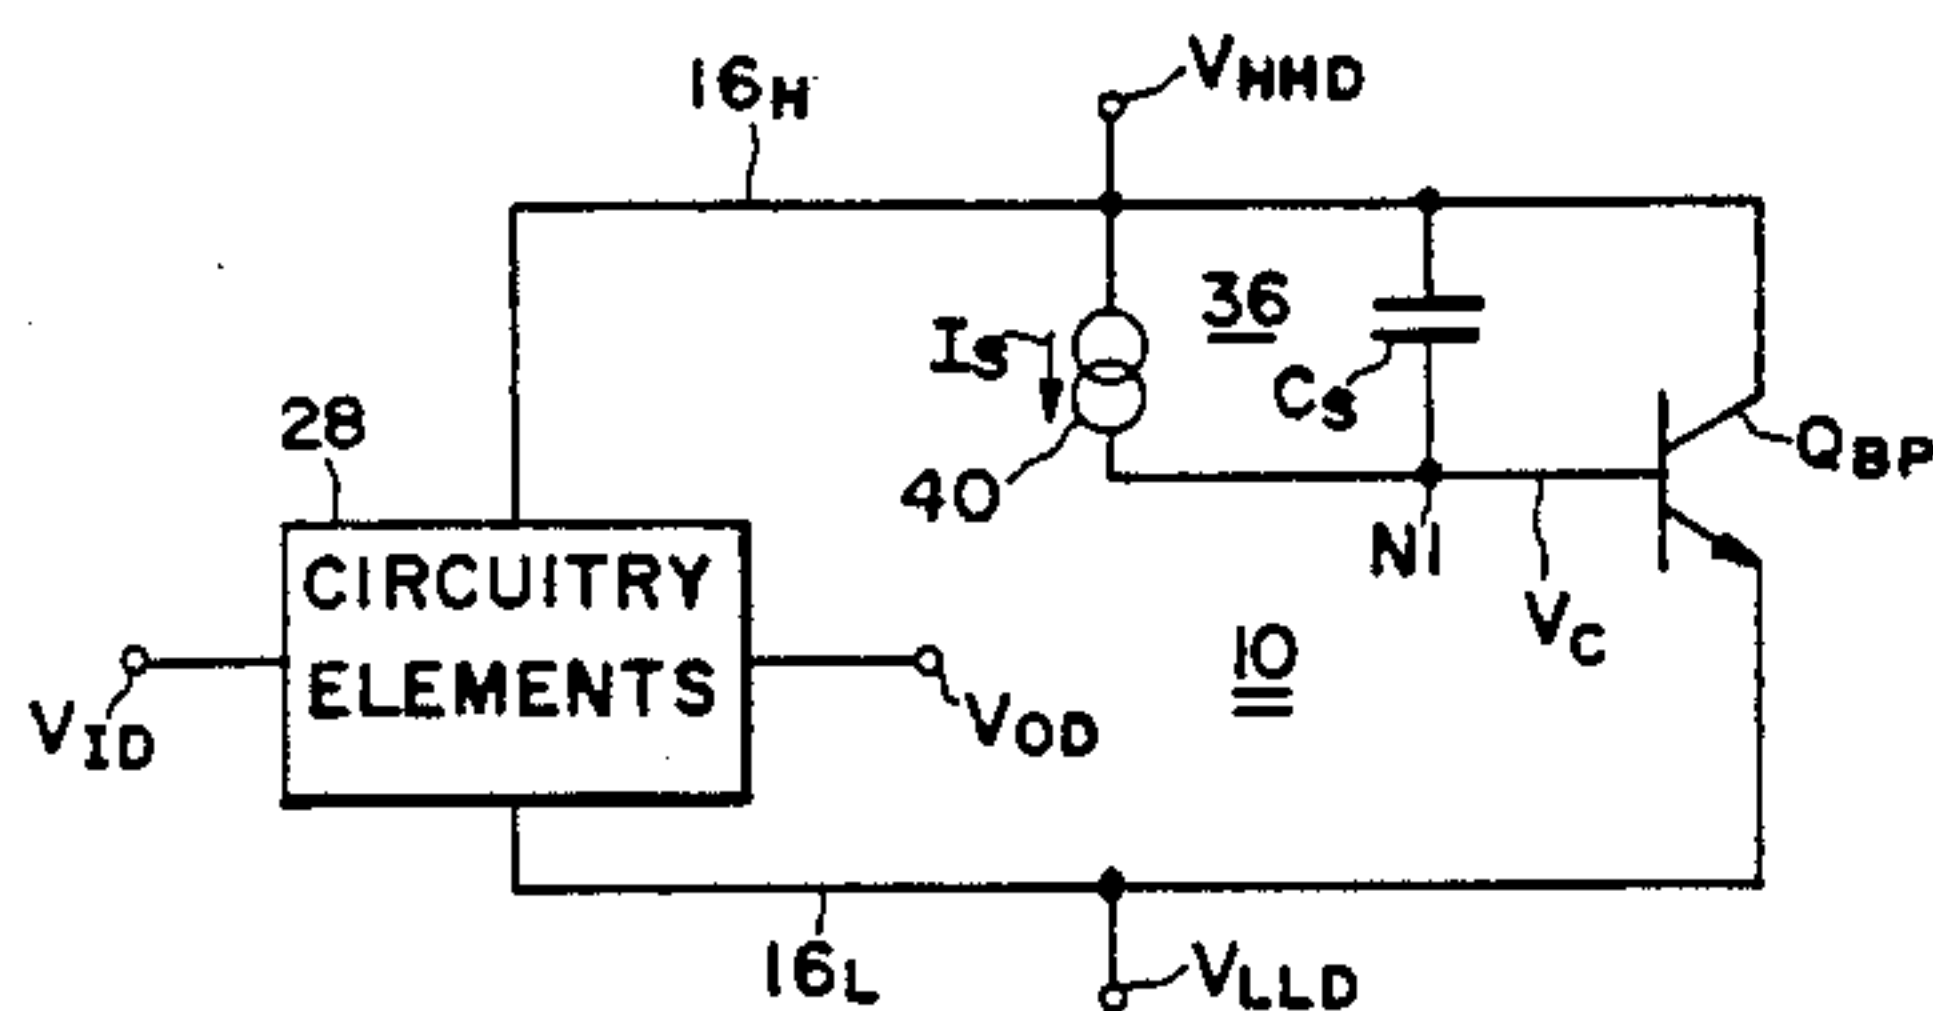 16H
VHHD
36
IS
CS
28
40
QBP
N1
CIRCUITRY
ELEMENTS
VC
10
VID
VOD
16L
VLLD